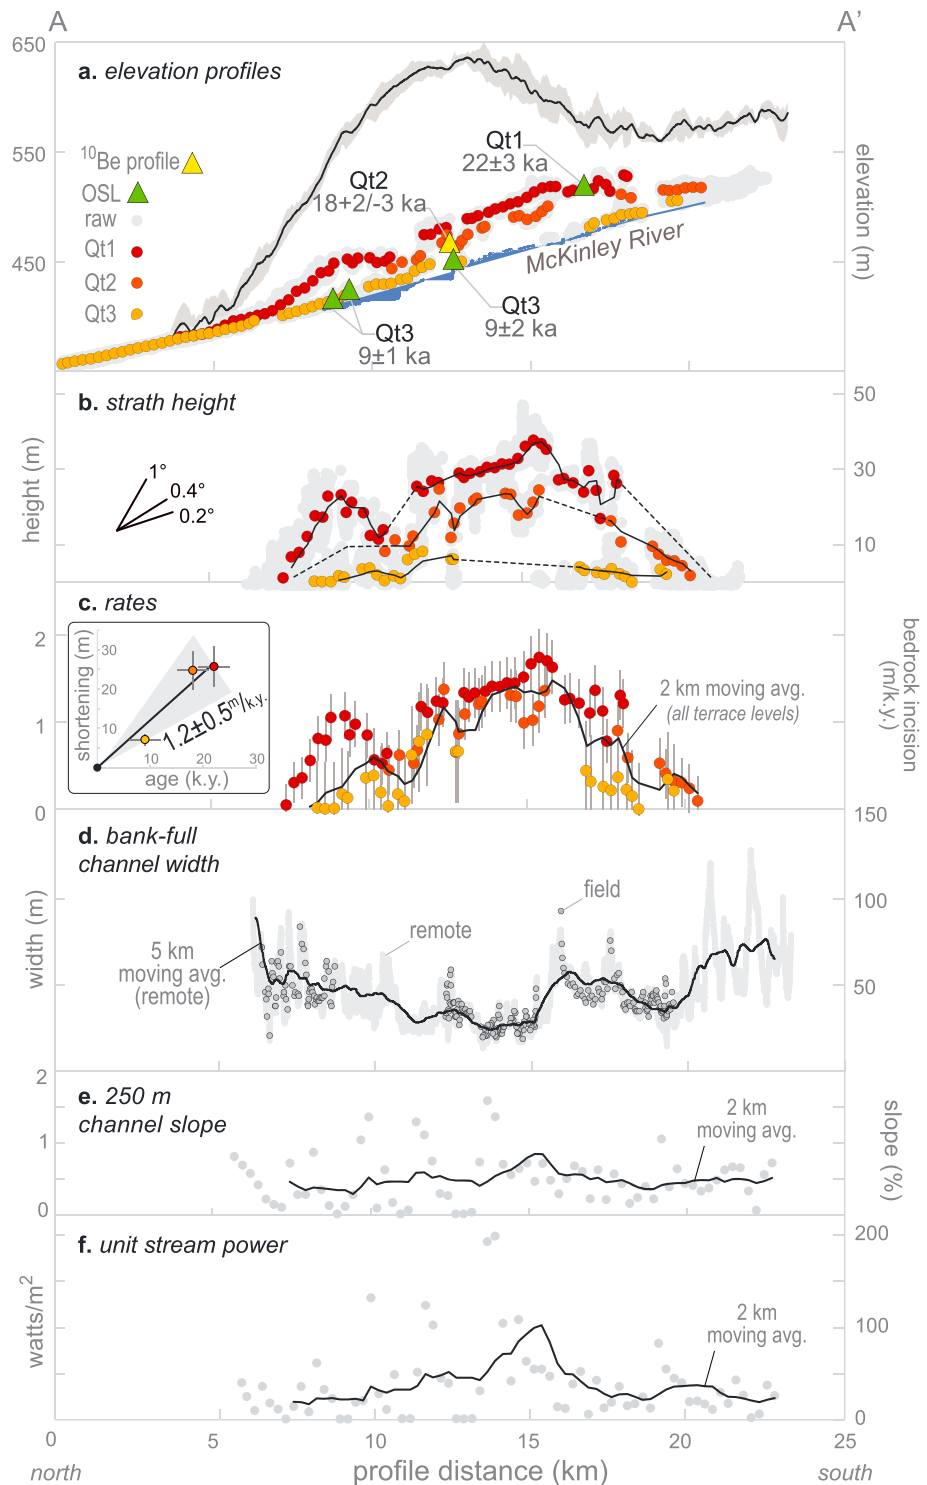 A A’
650
a. elevation profiles
550
450
elevation (m)
10Be profile
OSL
raw
Qt1
Qt2
Qt3
Qt1
22±3 ka
Qt2
18+2/-3 ka
McKinley River
Qt3
9±2 ka
Qt3
9±1 ka
b. strath height
50
30
10
height (m)
1°
0.4°
0.2°
c. rates
2
1
0
bedrock incision
(m/k.y.)
shortening (m)
30
20
10
1.2±0.5m/k.y.
0 10 20 30
age (k.y.)
2 km moving avg.
(all terrace levels)
d. bank-full
channel width
150
100
50
width (m)
5 km
moving avg.
(remote)
remote
field
e. 250 m
channel slope
2
1
0
slope (%)
2 km
moving avg.
f. unit stream power
200
100
0
watts/m2
2 km
moving avg.
0 5 10 15 20 25
north profile distance (km) south